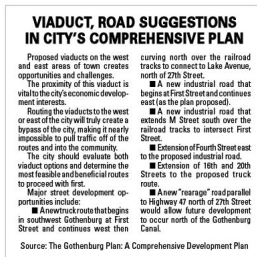 VIADUCT, ROAD SUGGESTIONS
IN CITY'S COMPREHENSIVE PLAN
Proposed viaducts on the west
and east areas of town creates
opportunities and challenges.
The proximity of this viaduct is
vital to the city's economic develop-
ment interests.
Routing the viaducts to the west
or east of the city will truly create a
bypass of the city, making it nearly
impossible to pull traffic off of the
routes and into the community.
The city should evaluate both
viaduct options and determine the
most feasible and beneficial routes
to proceed with first.
Major street development op-
portunities include:
■ A new truck route that begins
in southwest Gothenburg at First
Street and continues west then
curving north over the railroad
tracks to connect to Lake Avenue,
north of 27th Street.
■ A new industrial road that
begins at First Street and continues
east (as the plan proposed).
■ A new industrial road that
extends M Street south over the
railroad tracks to intersect First
Street.
■ Extension of Fourth Street east
to the proposed industrial road.
■ Extension of 16th and 20th
Streets to the proposed truck
route.
■ A new "rearage" road parallel
to Highway 47 north of 27th Street
would allow future development
to occur north of the Gothenburg
Canal.
Source: The Gothenburg Plan: A Comprehensive Development Plan